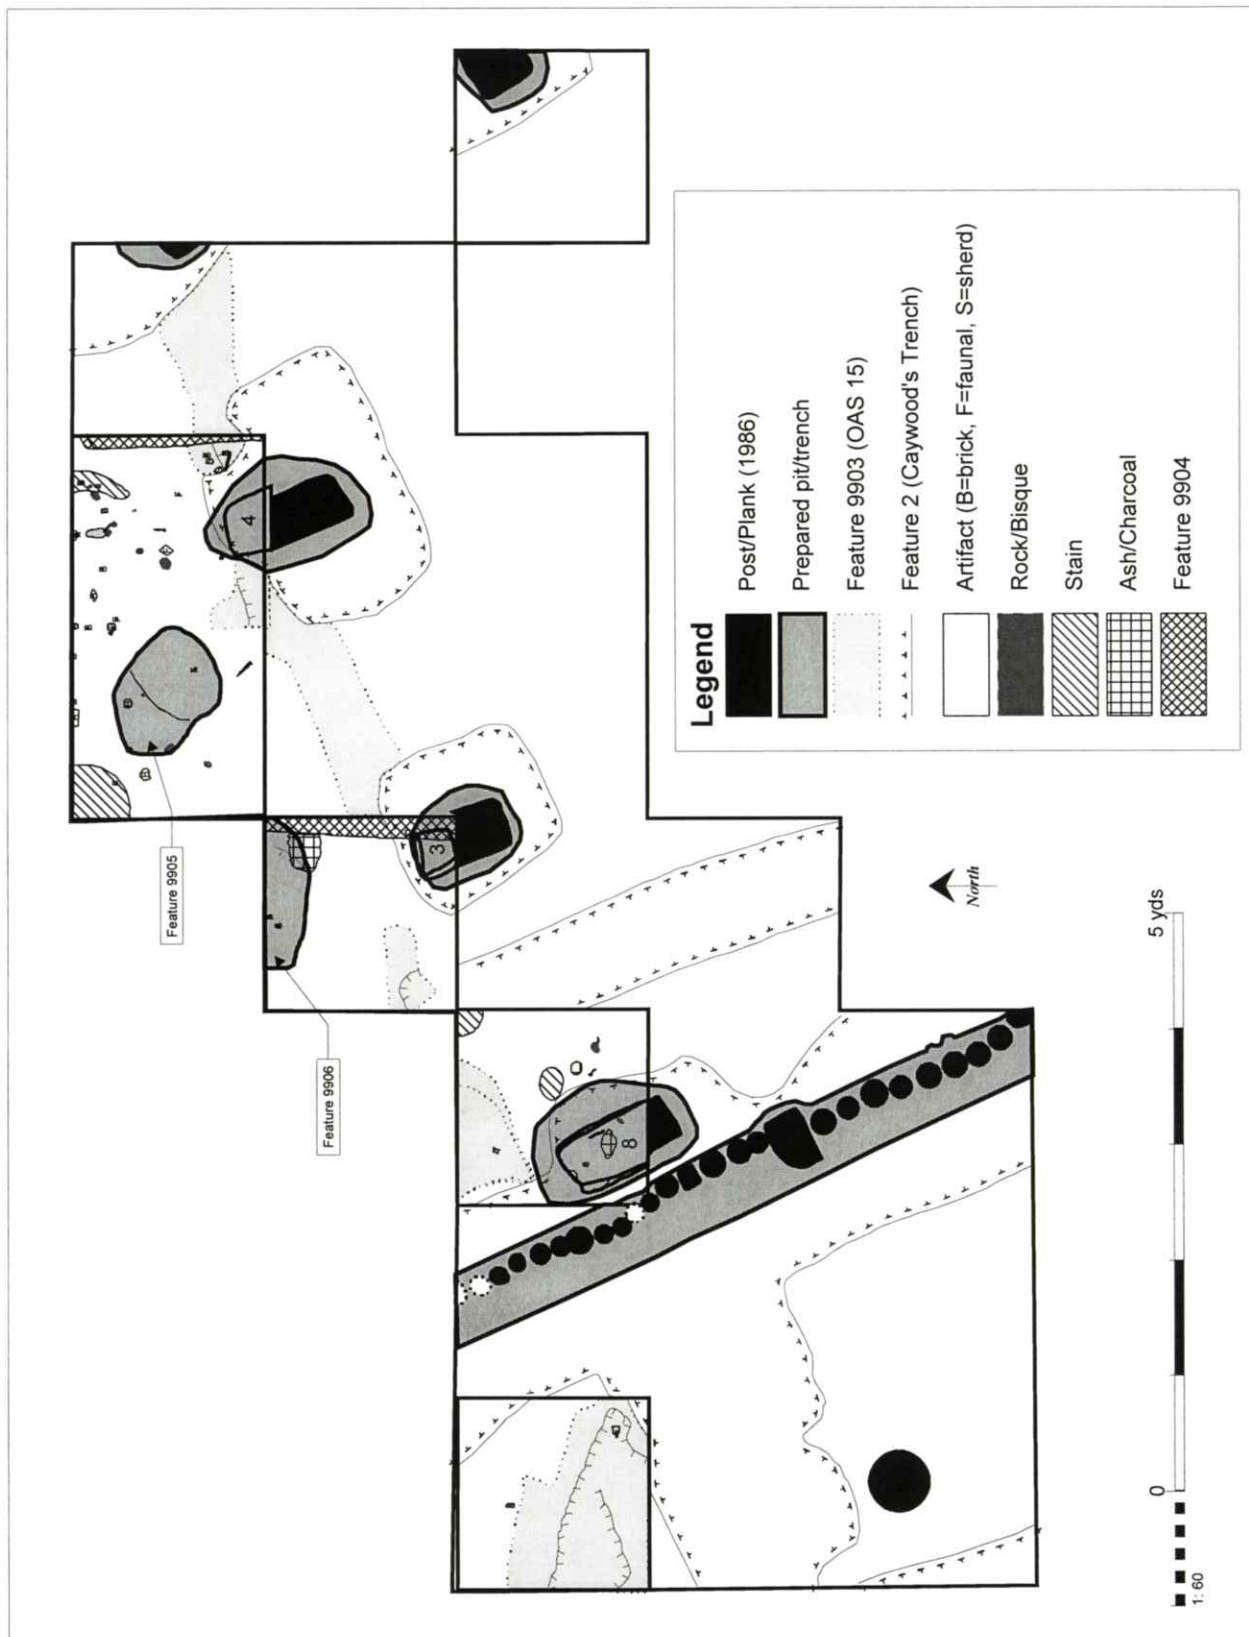 Feature 9905
Feature 9906
4
3
8
Legend
Post/Plank (1986)
Prepared pit/trench
Feature 9903 (OAS 15)
Feature 2 (Caywood's Trench)
Artifact (B=brick, F=faunal, S=sherd)
Rock/Bisque
Stain
Ash/Charcoal
Feature 9904
North
0
5 yds
1: 60